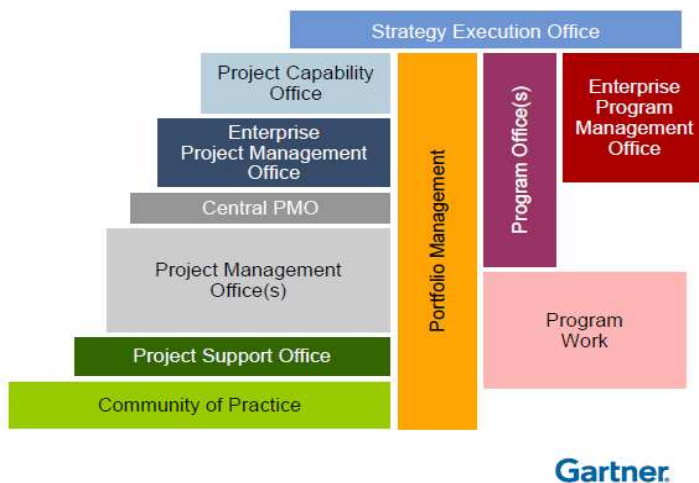 Strategy Execution Office
Project Capability
Office
Enterprise
Project Management
Office
Central PMO
Project Management
Office(s)
Project Support Office
Community of Practice
Portfolio Management
Program Office(s)
Enterprise
Program
Management
Office
Program
Work
Gartner.